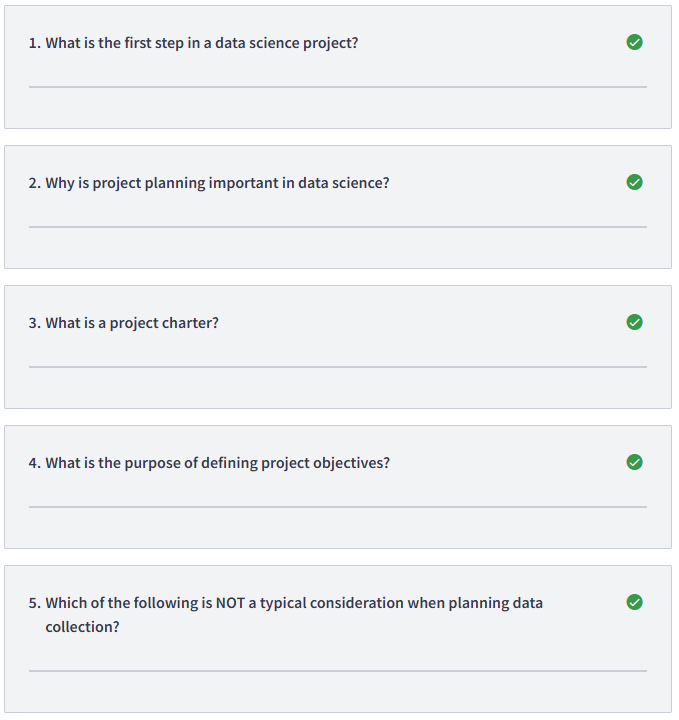 1. What is the first step in a data science project?
2. Why is project planning important in data science?
3. What is a project charter?
4. What is the purpose of defining project objectives?
5. Which of the following is NOT a typical consideration when planning data
collection?